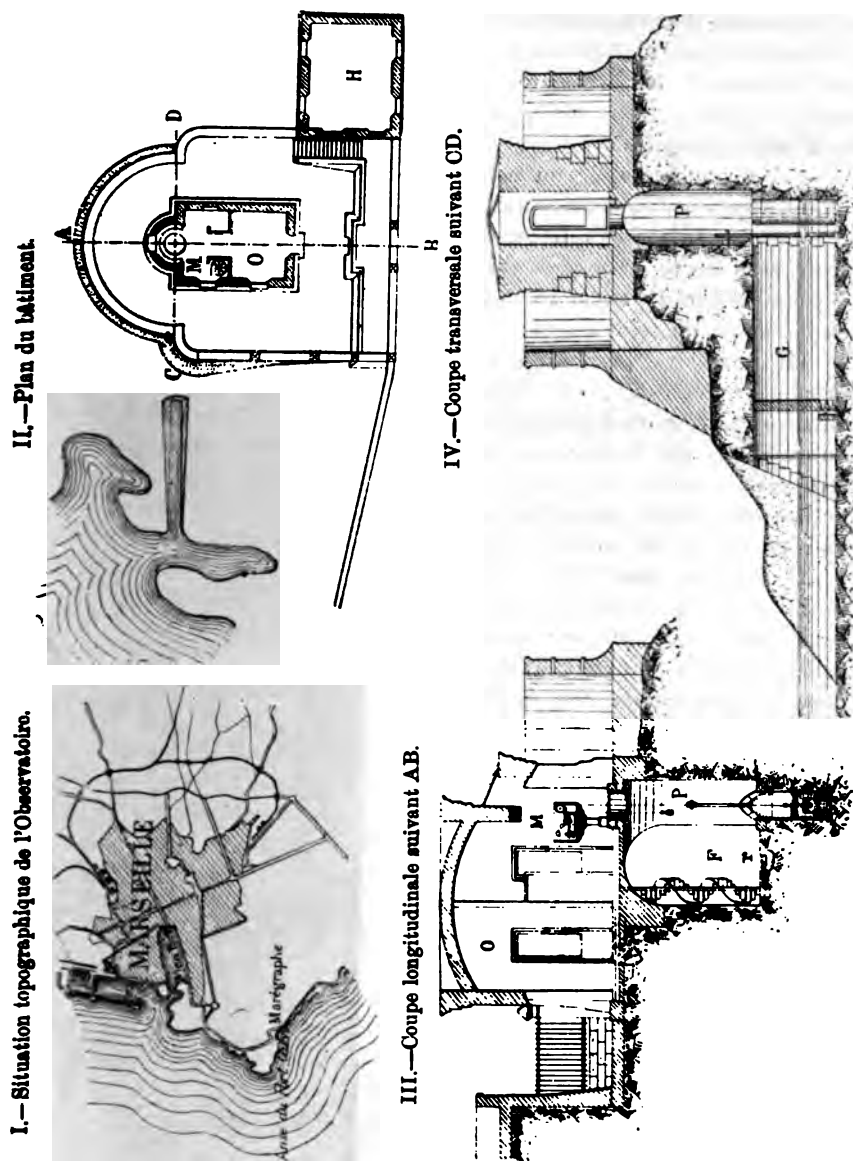 I.—Situation topographique de l'Observatoire.
MARSEILLE
Marégraphe
II.—Plan du bâtiment.
A
D
C
B
M
O
H
III.—Coupe longitudinale suivant AB.
O
M
P
F
F
IV.—Coupe transversale suivant CD.
P
G